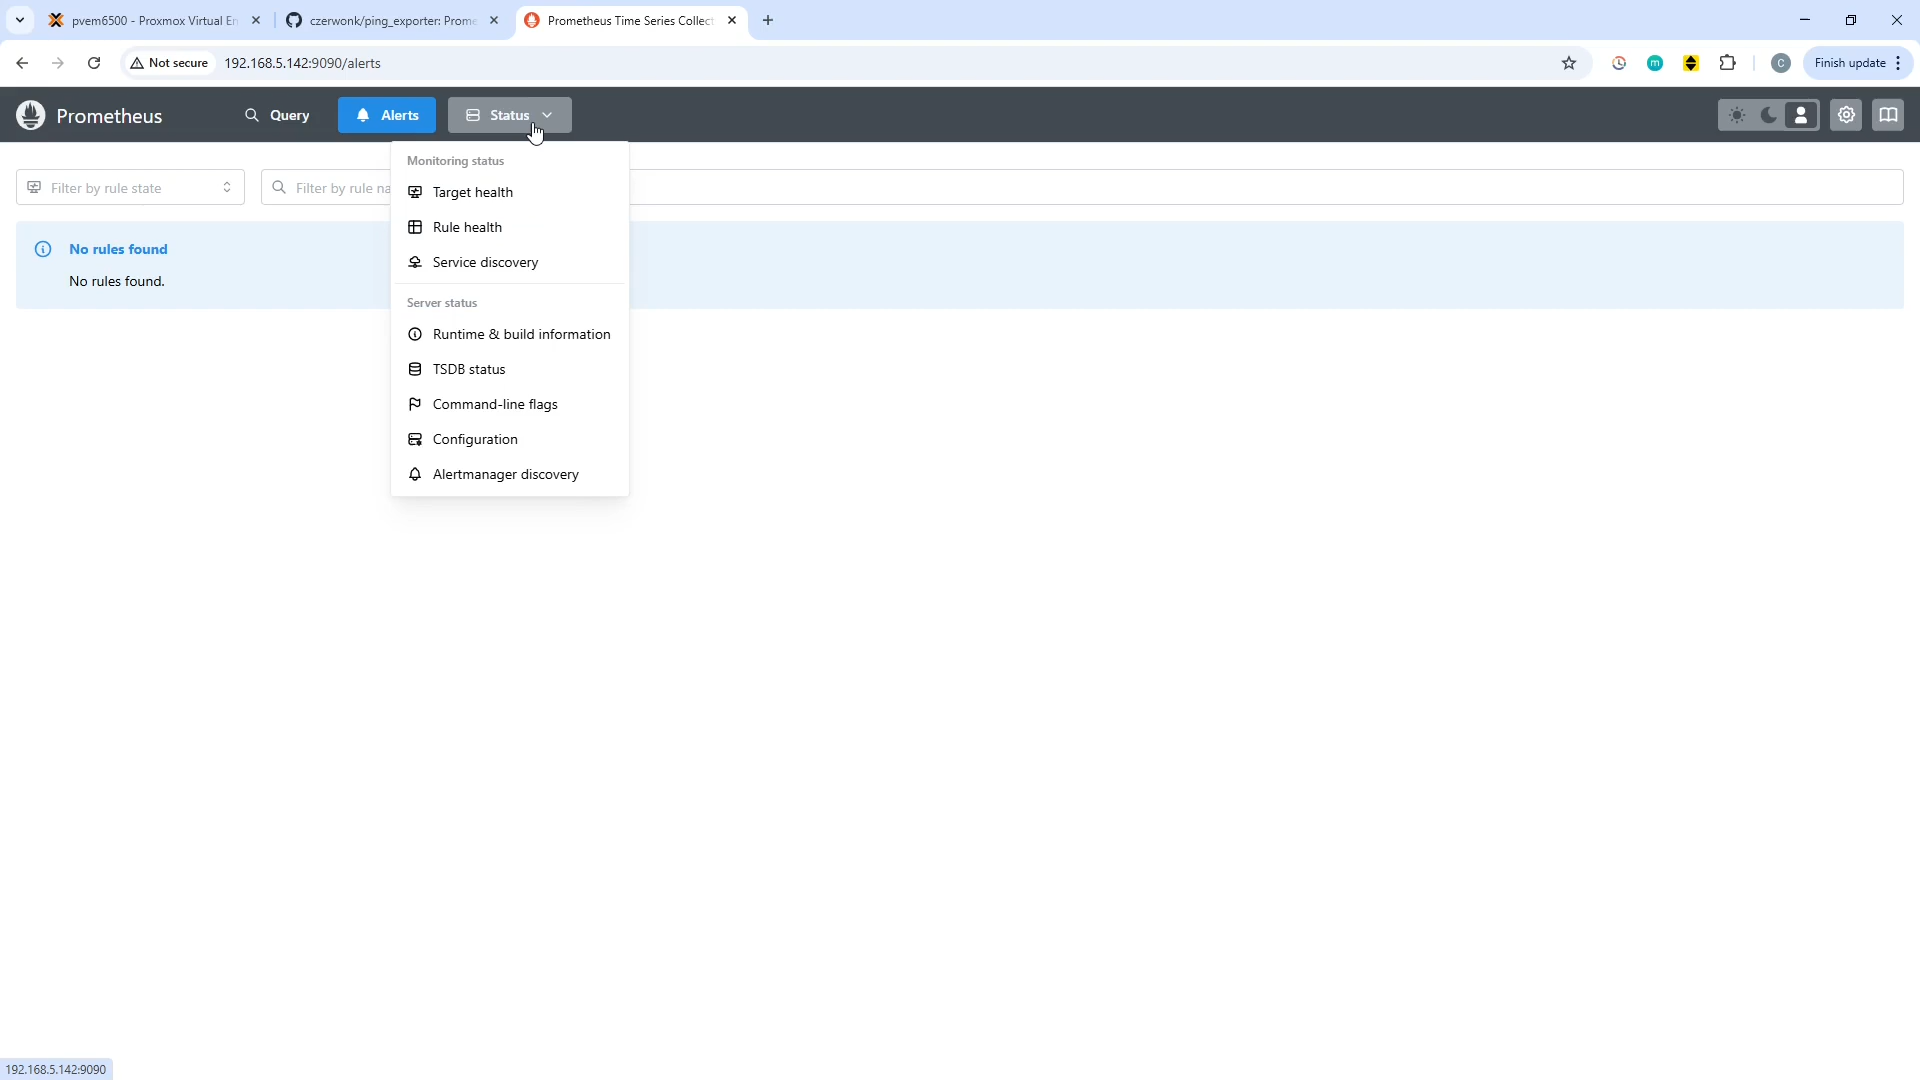 pvem6500 - Proxmox Virtual En
czerwonk/ping_exporter: Prome
Prometheus Time Series Collect
Not secure
192.168.5.142:9090/alerts
m
C
Finish update
Prometheus
Query
Alerts
Status
Monitoring status
Filter by rule state
Filter by rule na
Target health
Rule health
No rules found
Service discovery
No rules found.
Server status
Runtime & build information
TSDB status
Command-line flags
Configuration
Alertmanager discovery
192.168.5.142:9090